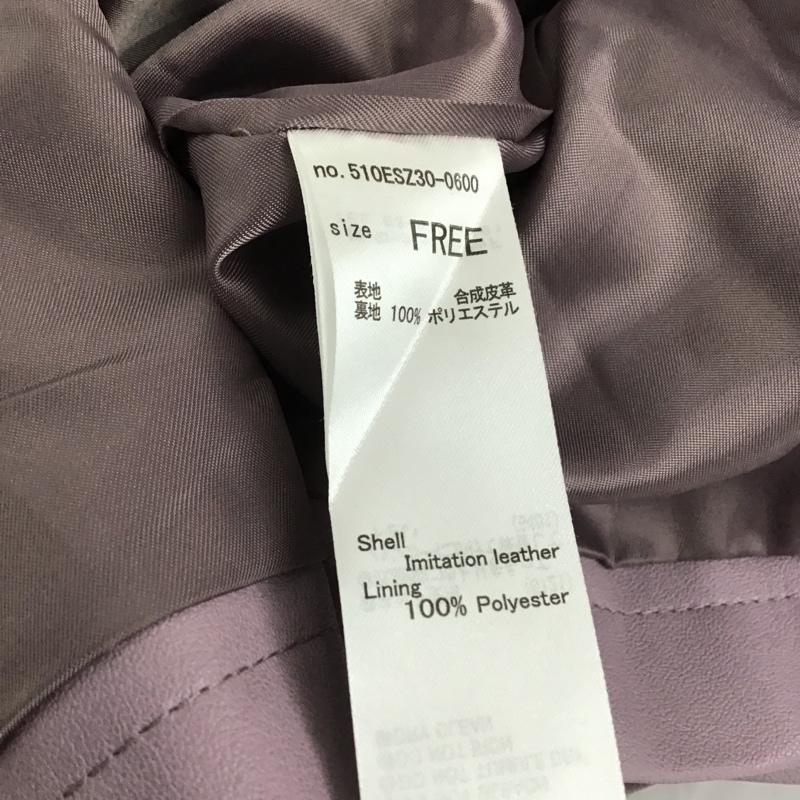 no.510ESZ30-0600
size FREE
表地 合成皮革
裏地 100% ポリエステル
Shell
Imitation leather
Lining
100% Polyester